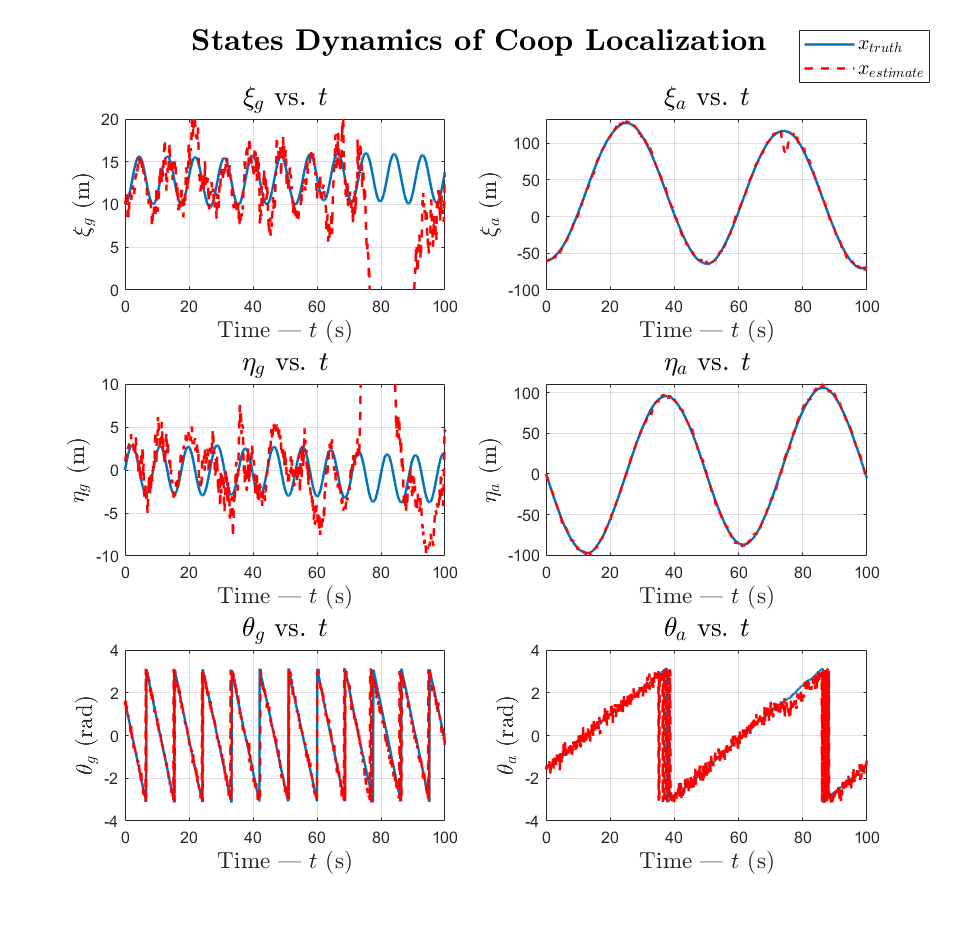 States Dynamics of Coop Localization
x_truth
x_estimate
ξ_g vs. t
ξ_g (m)
20
15
10
5
0
0 20 40 60 80 100
Time — t (s)
ξ_a vs. t
ξ_a (m)
100
50
0
-50
-100
0 20 40 60 80 100
Time — t (s)
η_g vs. t
η_g (m)
10
5
0
-5
-10
0 20 40 60 80 100
Time — t (s)
η_a vs. t
η_a (m)
100
50
0
-50
-100
0 20 40 60 80 100
Time — t (s)
θ_g vs. t
θ_g (rad)
4
2
0
-2
-4
0 20 40 60 80 100
Time — t (s)
θ_a vs. t
θ_a (rad)
4
2
0
-2
-4
0 20 40 60 80 100
Time — t (s)